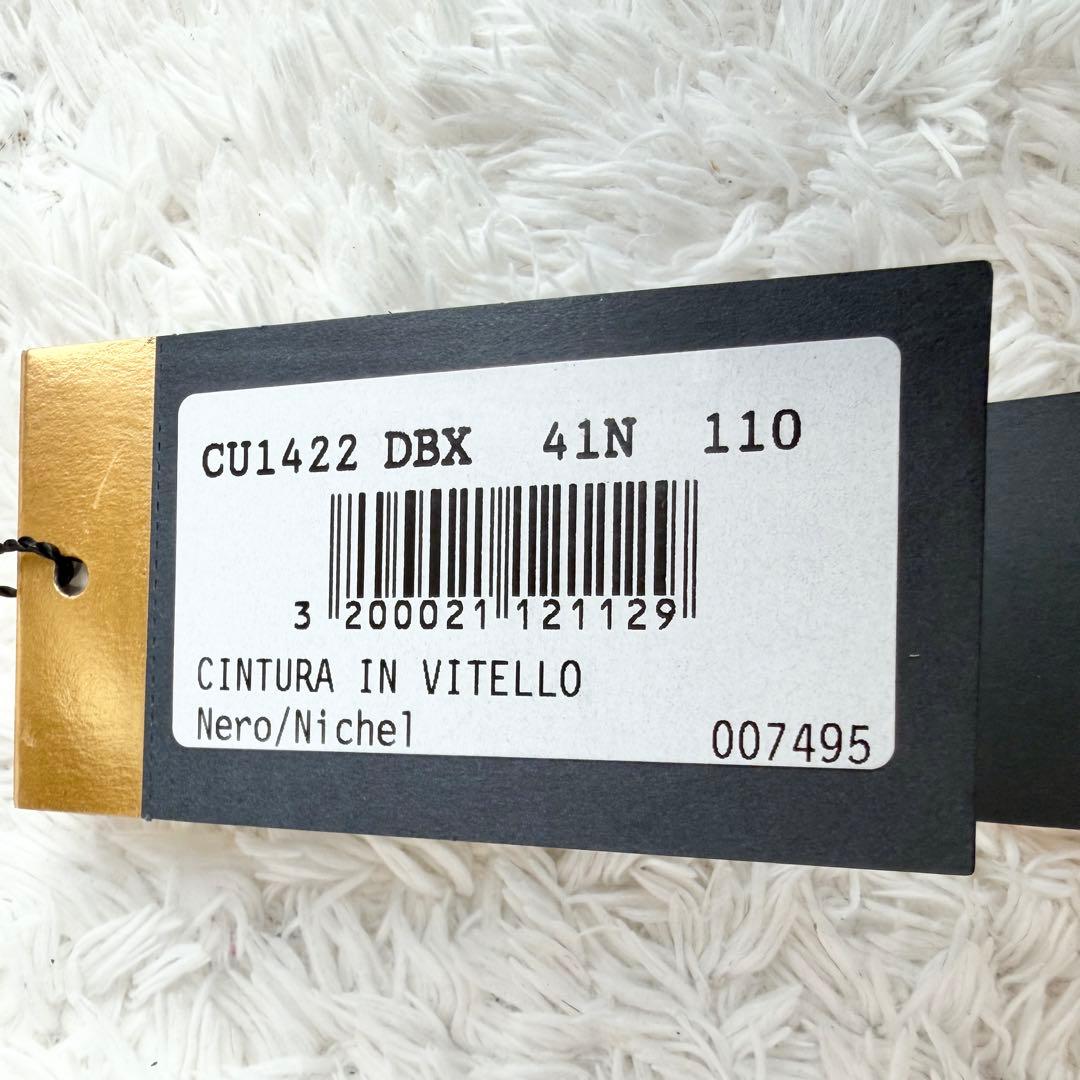 CU1422 DBX 41N 110
3 200021 121129
CINTURA IN VITELLO
Nero/Nichel
007495